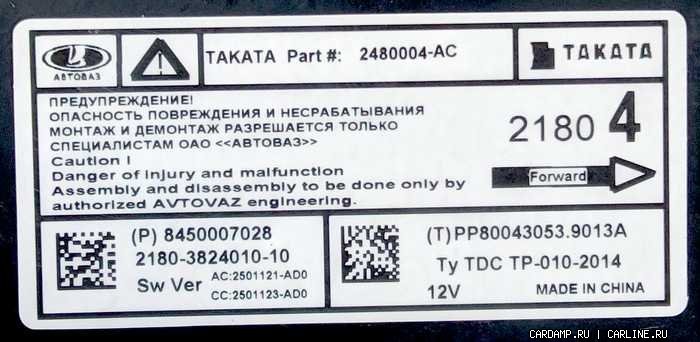 АВТОВАЗ
TAKATA Part #: 2480004-AC
TAKATA
ПРЕДУПРЕЖДЕНИЕ!
ОПАСНОСТЬ ПОВРЕЖДЕНИЯ И НЕСРАБАТЫВАНИЯ
МОНТАЖ И ДЕМОНТАЖ РАЗРЕШАЕТСЯ ТОЛЬКО
СПЕЦИАЛИСТАМ ОАО <<АВТОВАЗ>>
Caution !
Danger of injury and malfunction
Assembly and disassembly to be done only by
authorized AVTOVAZ engineering.
2180 4
Forward
(P) 8450007028
2180-3824010-10
Sw Ver AC:2501121-AD0
CC:2501123-AD0
(T)PP80043053.9013A
Ty TDC TP-010-2014
12V MADE IN CHINA
CARDAMP.RU | CARLINE.RU